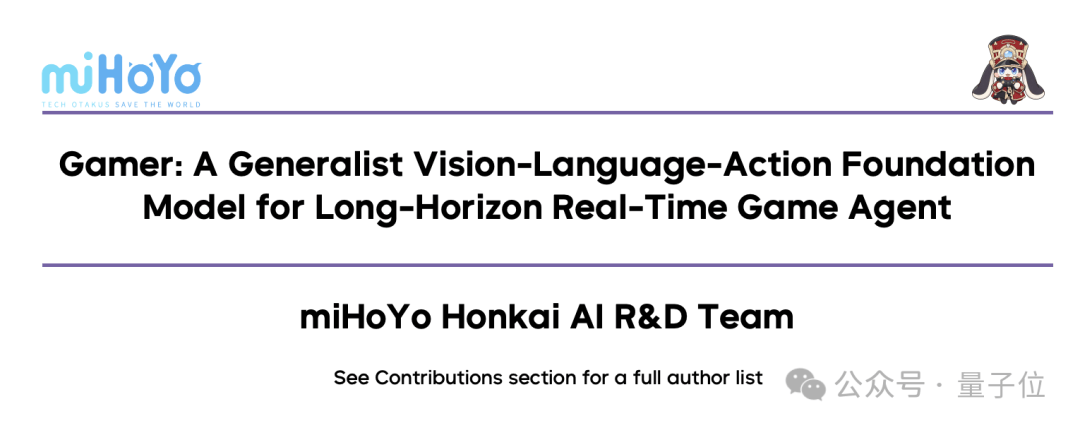 miHoYo
TECH OTAKUS SAVE THE WORLD
Gamer: A Generalist Vision-Language-Action Foundation
Model for Long-Horizon Real-Time Game Agent
miHoYo Honkai AI R&D Team
See Contributions section for a full author list
公众号 · 量子位